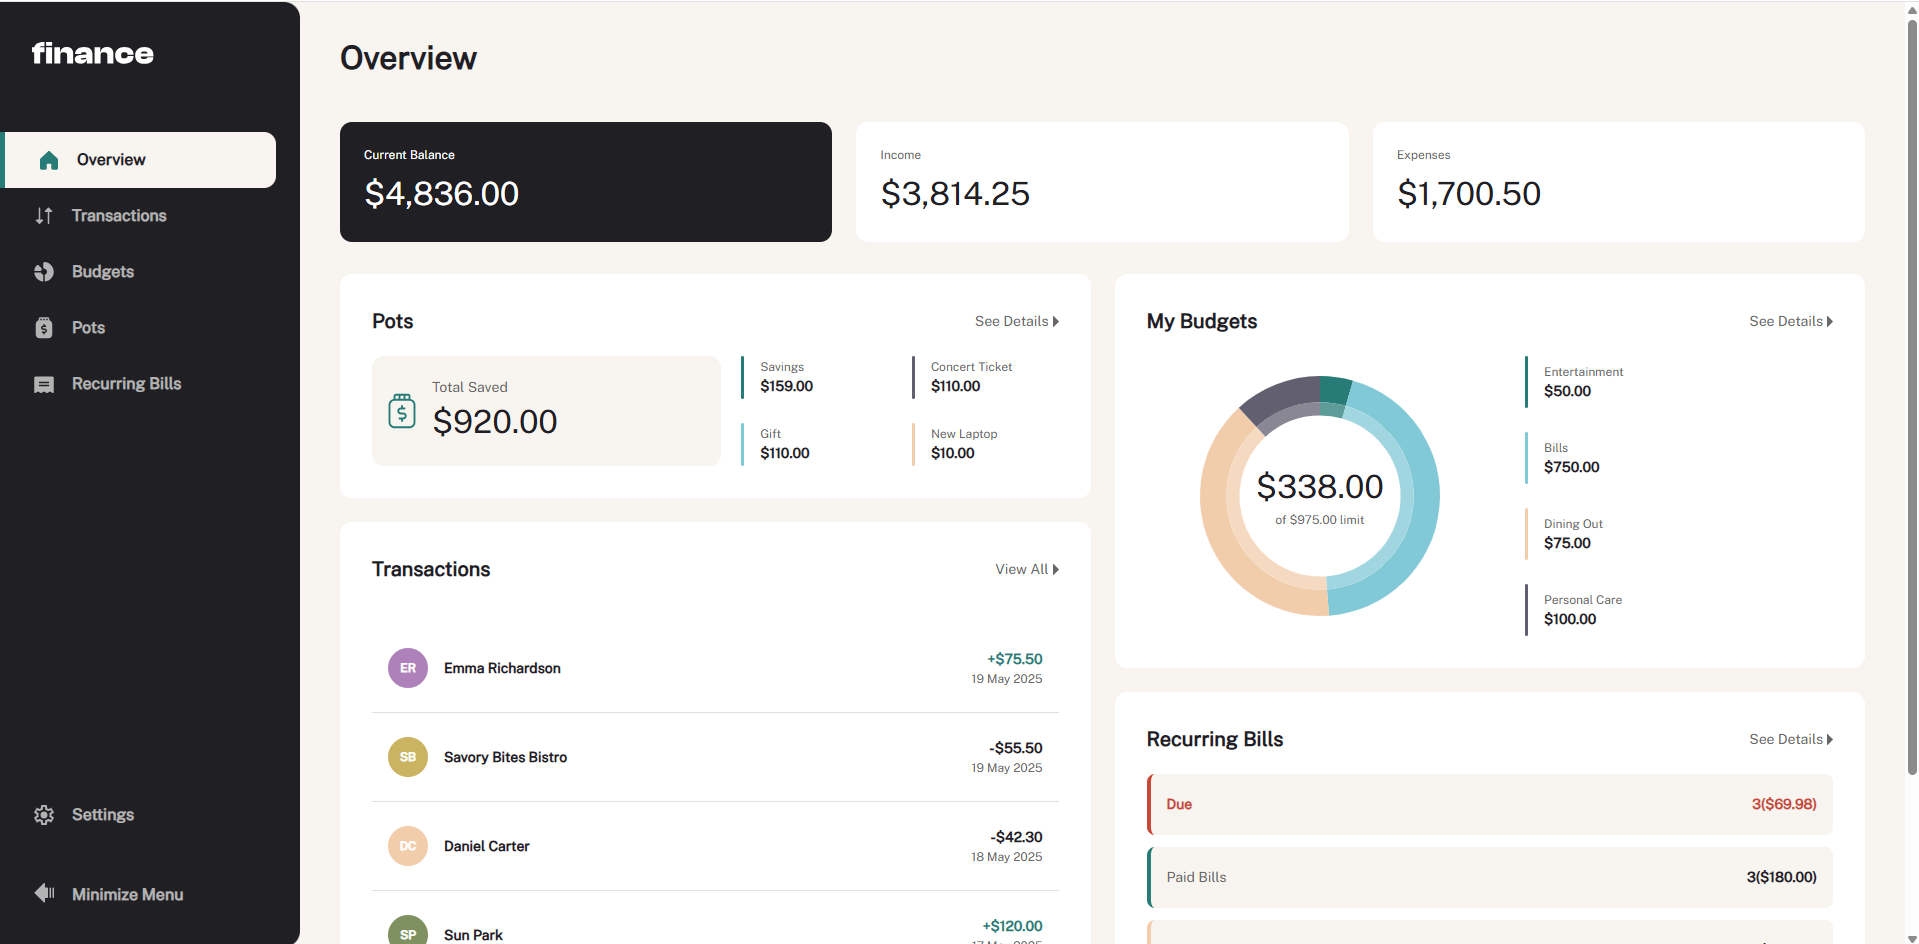 finance
Overview
Transactions
Budgets
Pots
Recurring Bills
Settings
Minimize Menu
Overview
Current Balance
$4,836.00
Income
$3,814.25
Expenses
$1,700.50
Pots
See Details
Total Saved
$920.00
Savings
$159.00
Concert Ticket
$110.00
Gift
$110.00
New Laptop
$10.00
My Budgets
See Details
$338.00
of $975.00 limit
Entertainment
$50.00
Bills
$750.00
Dining Out
$75.00
Personal Care
$100.00
Transactions
View All
ER
Emma Richardson
+$75.50
19 May 2025
SB
Savory Bites Bistro
-$55.50
19 May 2025
DC
Daniel Carter
-$42.30
18 May 2025
SP
Sun Park
+$120.00
Recurring Bills
See Details
Due
3($69.98)
Paid Bills
3($180.00)